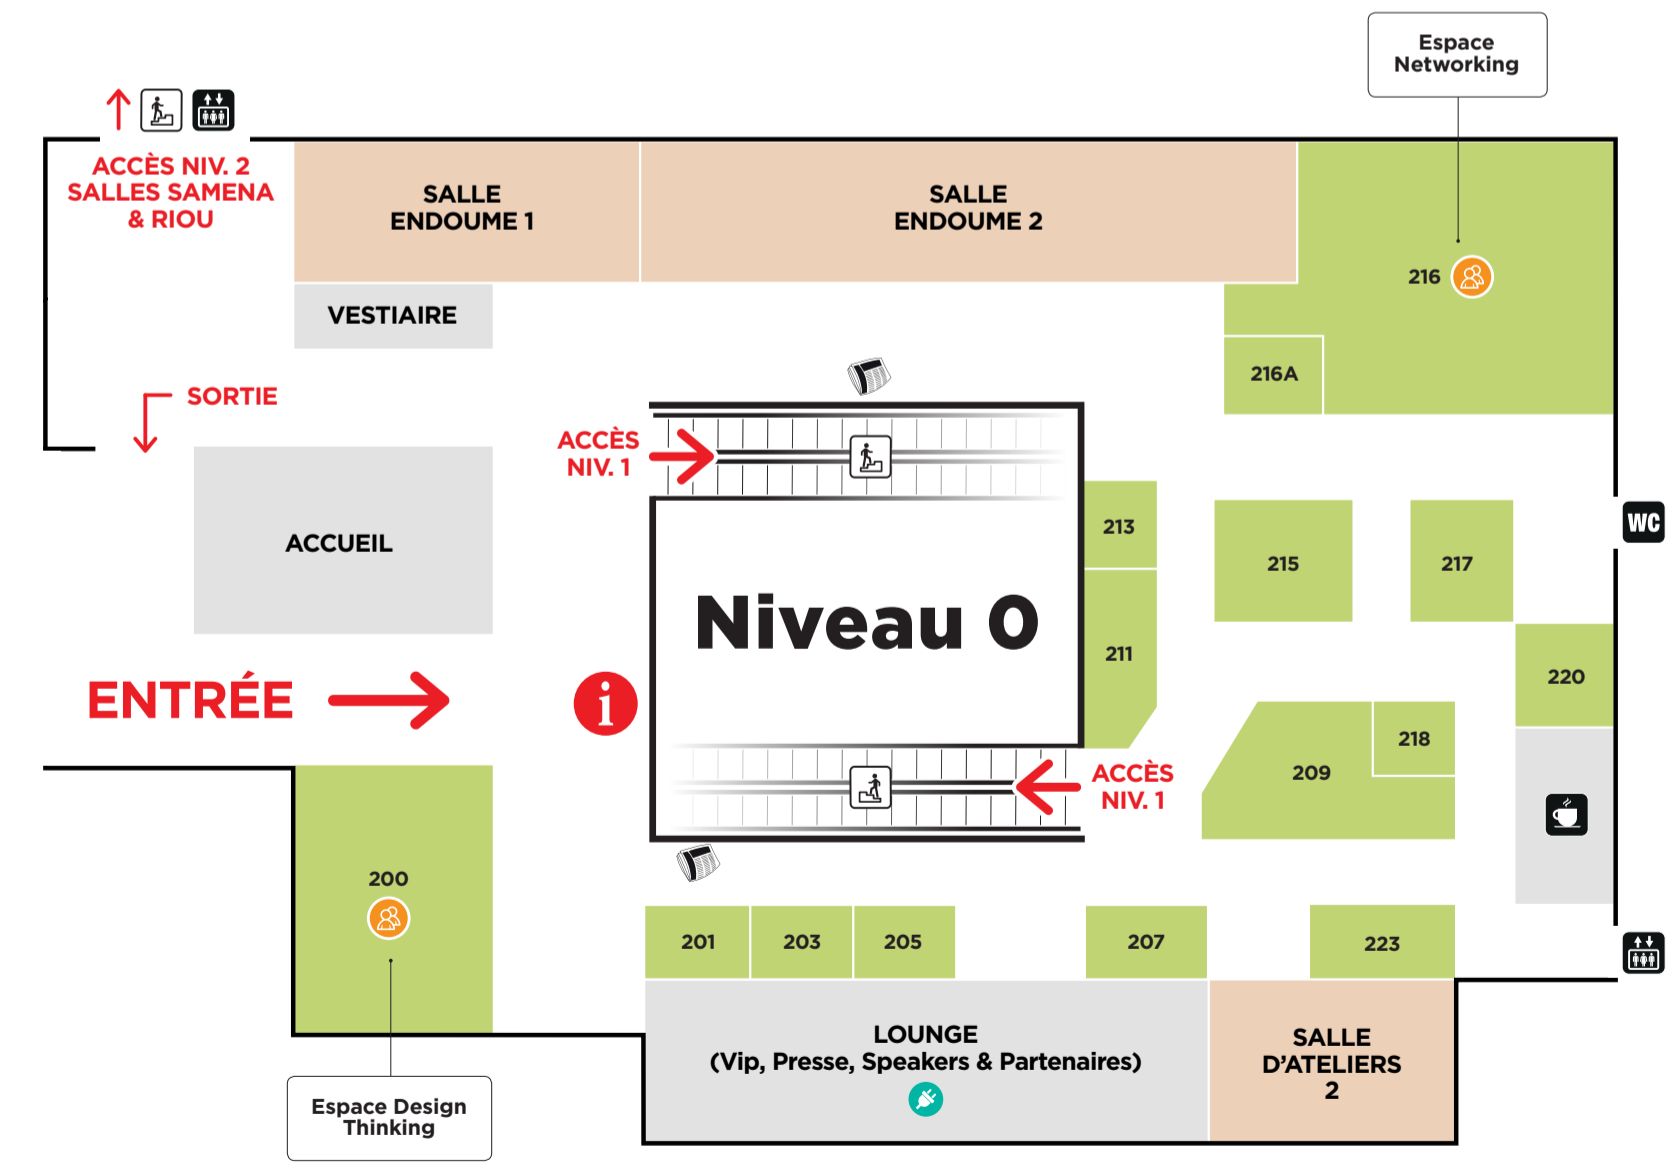 Espace
Networking
ACCÈS NIV. 2
SALLES SAMENA
& RIOU
SALLE
ENDOUME 1
SALLE
ENDOUME 2
216
VESTIAIRE
216A
SORTIE
ACCÈS
NIV. 1
ACCUEIL
213
215
217
WC
Niveau 0
211
220
ENTRÉE
i
218
209
ACCÈS
NIV. 1
200
201
203
205
207
223
LOUNGE
(Vip, Presse, Speakers & Partenaires)
SALLE
D'ATELIERS
2
Espace Design
Thinking